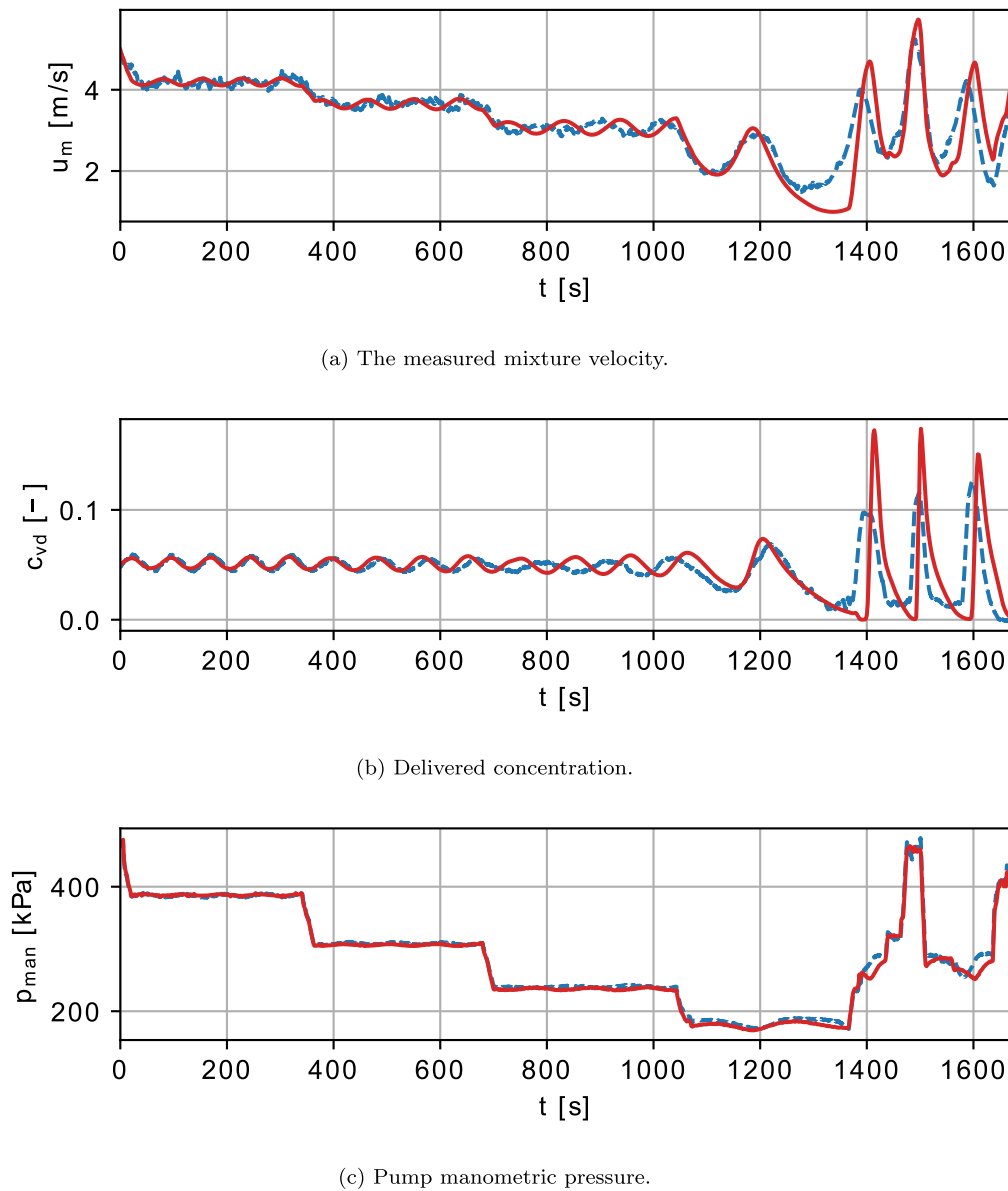 4
2
u_m [m/s]
0 200 400 600 800 1000 1200 1400 1600
t [s]
(a) The measured mixture velocity.
0.1
0.0
c_vd [−]
0 200 400 600 800 1000 1200 1400 1600
t [s]
(b) Delivered concentration.
400
200
p_man [kPa]
0 200 400 600 800 1000 1200 1400 1600
t [s]
(c) Pump manometric pressure.